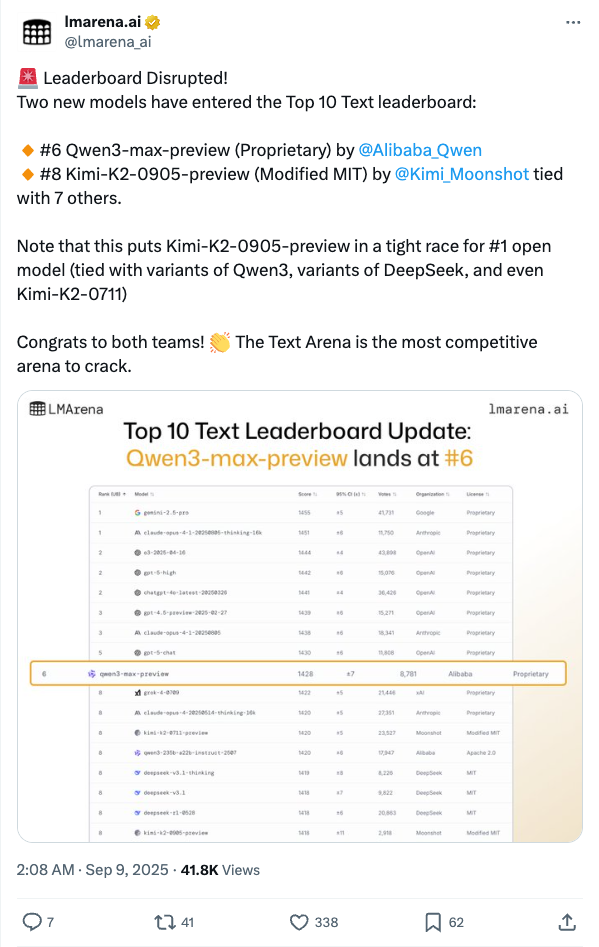 lmarena.ai
@lmarena_ai
🚨 Leaderboard Disrupted!
Two new models have entered the Top 10 Text leaderboard:
🔸 #6 Qwen3-max-preview (Proprietary) by @Alibaba_Qwen
🔸 #8 Kimi-K2-0905-preview (Modified MIT) by @Kimi_Moonshot tied
with 7 others.
Note that this puts Kimi-K2-0905-preview in a tight race for #1 open
model (tied with variants of Qwen3, variants of DeepSeek, and even
Kimi-K2-0711)
Congrats to both teams! 👏 The Text Arena is the most competitive
arena to crack.
LMArena lmarena.ai
Top 10 Text Leaderboard Update:
Qwen3-max-preview lands at #6
Rank (UB) Model Score 95% CI (±) Votes Organization License
1 gemini-2.5-pro 1455 ±5 41,731 Google Proprietary
1 claude-opus-4-1-20250805-thinking-16k 1451 ±6 11,750 Anthropic Proprietary
2 o3-2025-04-16 1444 ±4 43,898 OpenAI Proprietary
2 gpt-5-high 1442 ±6 15,076 OpenAI Proprietary
2 chatgpt-4o-latest-20250326 1441 ±4 36,426 OpenAI Proprietary
3 gpt-4.5-preview-2025-02-27 1439 ±6 15,271 OpenAI Proprietary
3 claude-opus-4-1-20250805 1438 ±6 16,341 Anthropic Proprietary
5 gpt-5-chat 1430 ±6 11,808 OpenAI Proprietary
6 qwen3-max-preview 1428 ±7 8,781 Alibaba Proprietary
8 grok-4-0709 1422 ±5 21,446 xAI Proprietary
8 claude-opus-4-20250514-thinking-16k 1420 ±5 27,351 Anthropic Proprietary
8 kimi-k2-0711-preview 1420 ±5 23,527 Moonshot Modified MIT
8 qwen3-235b-a22b-instruct-2507 1420 ±6 17,947 Alibaba Apache 2.0
8 deepseek-v3.1-thinking 1419 ±8 8,226 DeepSeek MIT
8 deepseek-v3.1 1418 ±7 9,822 DeepSeek MIT
8 deepseek-r1-0528 1418 ±6 20,863 DeepSeek MIT
8 kimi-k2-0905-preview 1418 ±11 2,918 Moonshot Modified MIT
2:08 AM · Sep 9, 2025 · 41.8K Views
7 41 338 62